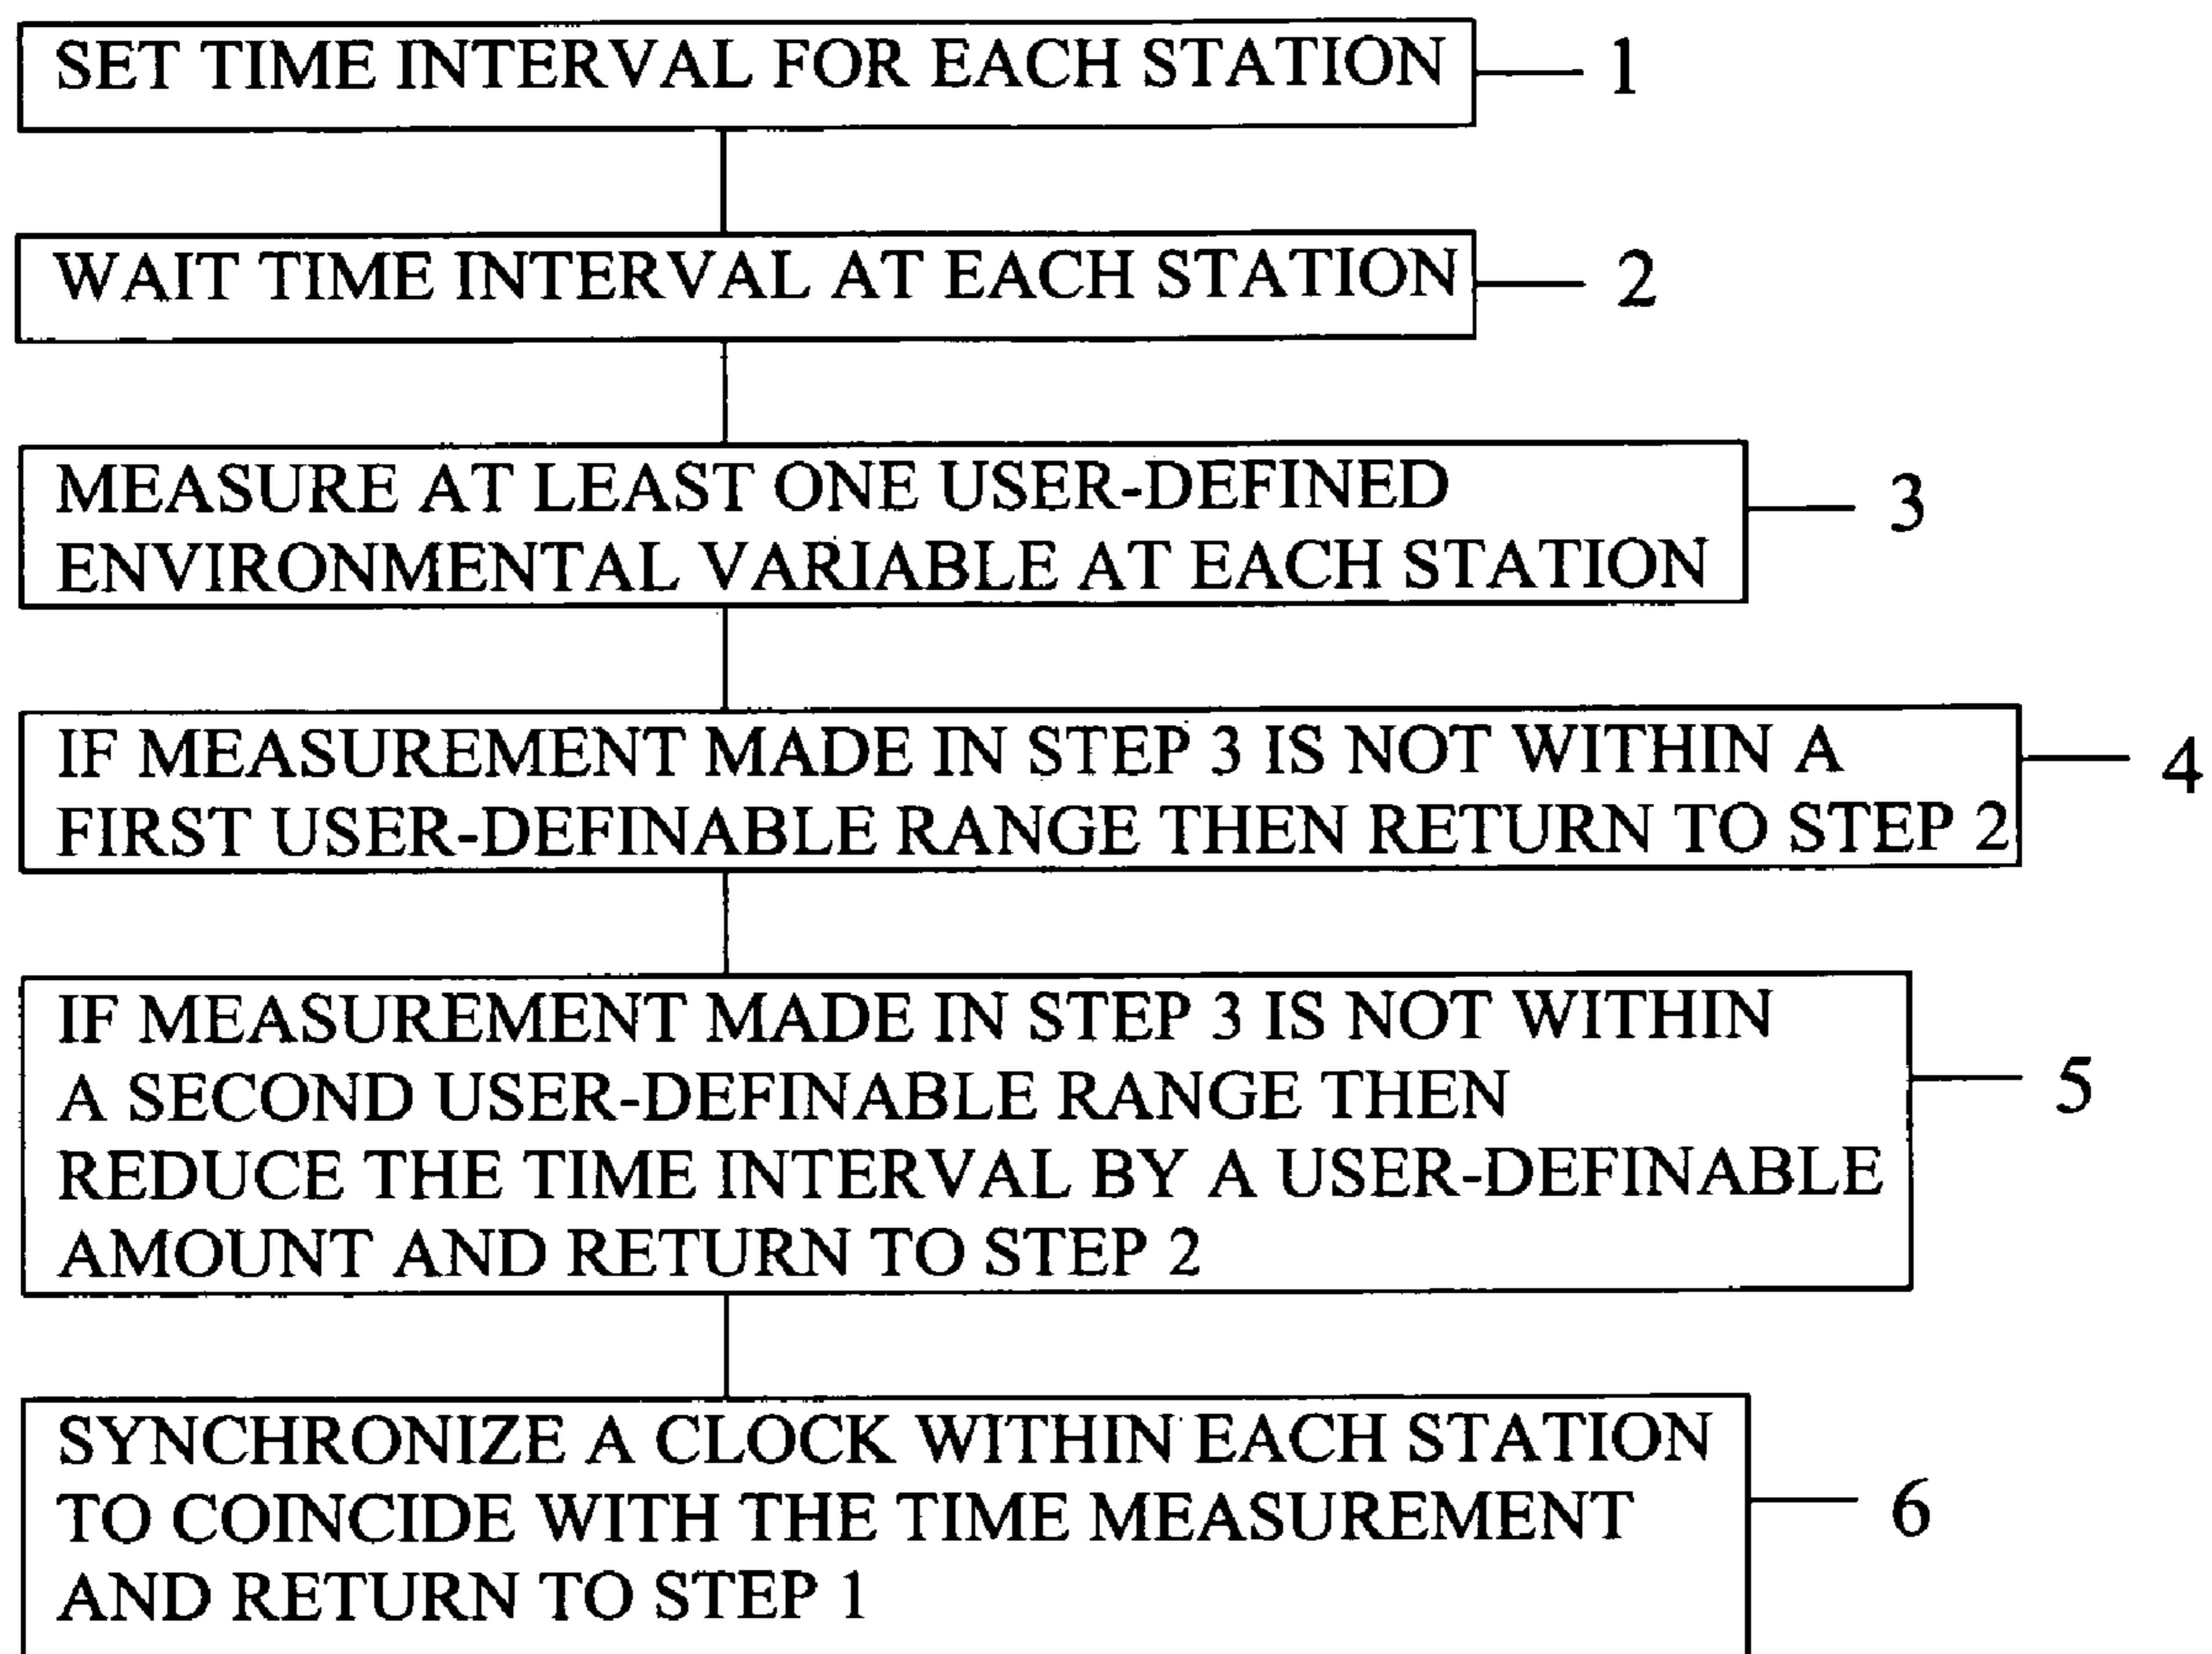 SET TIME INTERVAL FOR EACH STATION
1
WAIT TIME INTERVAL AT EACH STATION
2
MEASURE AT LEAST ONE USER-DEFINED
ENVIRONMENTAL VARIABLE AT EACH STATION
3
IF MEASUREMENT MADE IN STEP 3 IS NOT WITHIN A
FIRST USER-DEFINABLE RANGE THEN RETURN TO STEP 2
4
IF MEASUREMENT MADE IN STEP 3 IS NOT WITHIN
A SECOND USER-DEFINABLE RANGE THEN
REDUCE THE TIME INTERVAL BY A USER-DEFINABLE
AMOUNT AND RETURN TO STEP 2
5
SYNCHRONIZE A CLOCK WITHIN EACH STATION
TO COINCIDE WITH THE TIME MEASUREMENT
AND RETURN TO STEP 1
6